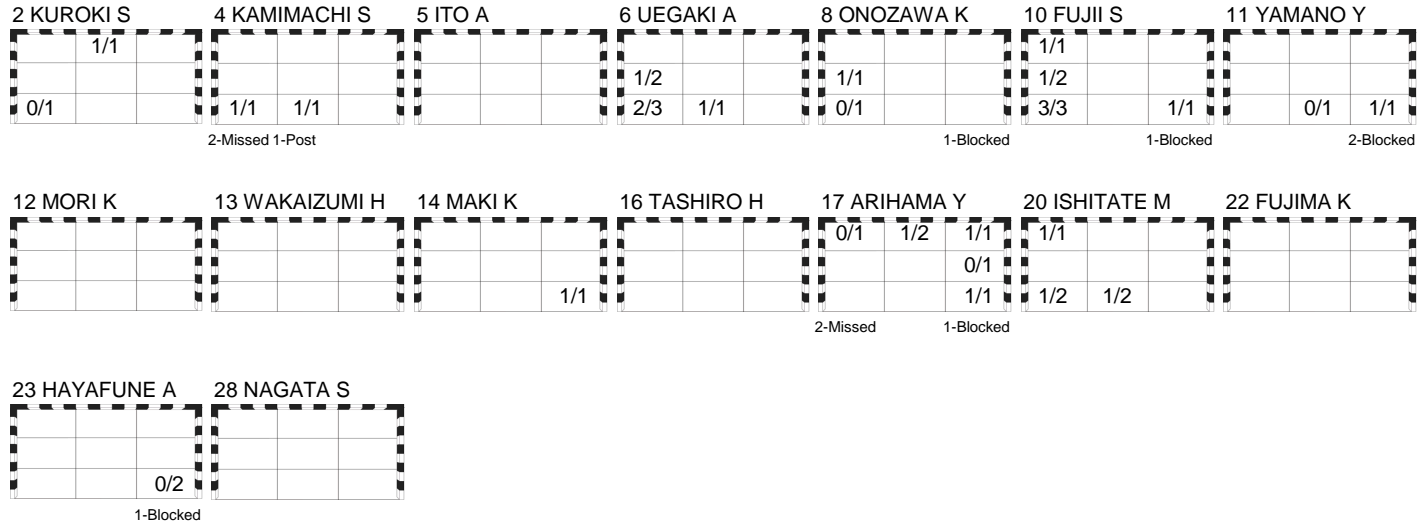 2 KUROKI S 4 KAMIMACHI S 5 ITO A 6 UEGAKI A 8 ONOZAWA K 10 FUJII S 11 YAMANO Y
1/1 1/1
1/2 1/1 1/2
0/1 1/1 1/1 2/3 1/1 0/1 3/3 1/1 0/1 1/1
2-Missed 1-Post 1-Blocked 1-Blocked 2-Blocked
12 MORI K 13 WAKAIZUMI H 14 MAKI K 16 TASHIRO H 17 ARIHAMA Y 20 ISHITATE M 22 FUJIMA K
0/1 1/2 1/1 1/1
0/1
1/1 1/1 1/2 1/2
2-Missed 1-Blocked
23 HAYAFUNE A 28 NAGATA S
0/2
1-Blocked